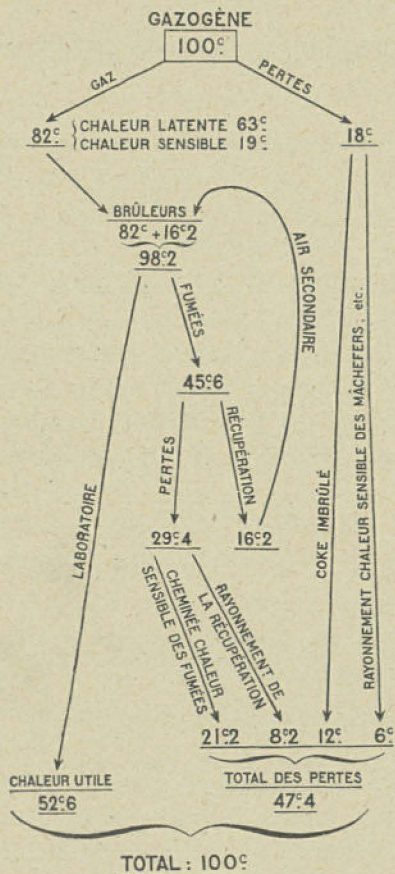 GAZOGÈNE
100ᶜ
GAZ
PERTES
82ᶜ { CHALEUR LATENTE 63ᶜ
CHALEUR SENSIBLE 19ᶜ
18ᶜ
BRÛLEURS
82ᶜ + 16ᶜ2
98ᶜ2
AIR SECONDAIRE
FUMÉES
45ᶜ6
PERTES
RÉCUPÉRATION
29ᶜ4
16ᶜ2
LABORATOIRE
CHEMINÉE CHALEUR
SENSIBLE DES FUMÉES
RAYONNEMENT DE
LA RÉCUPÉRATION
COKE IMBRÛLÉ
RAYONNEMENT CHALEUR SENSIBLE DES MÂCHEFERS, etc.
21ᶜ2 8ᶜ2 12ᶜ 6ᶜ
CHALEUR UTILE
52ᶜ6
TOTAL DES PERTES
47ᶜ4
TOTAL : 100ᶜ